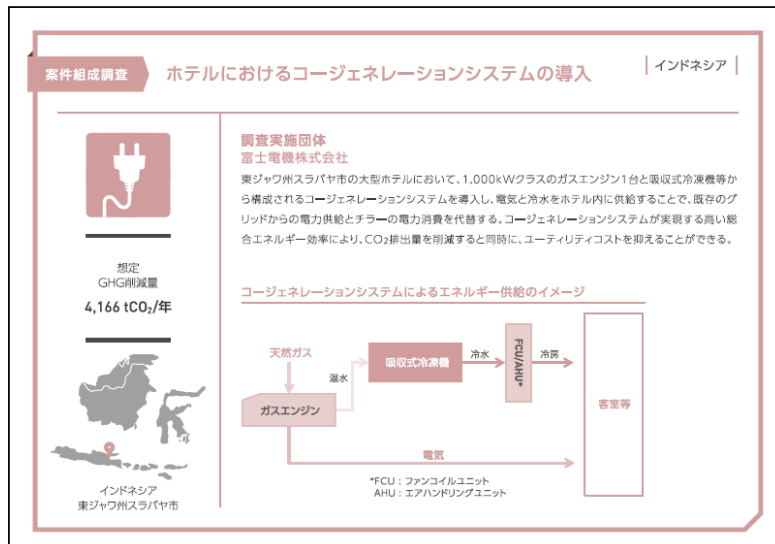 案件組成調査
ホテルにおけるコージェネレーションシステムの導入
インドネシア
想定
GHG削減量
4,166 tCO₂/年
インドネシア
東ジャワ州スラバヤ市
調査実施団体
富士電機株式会社
東ジャワ州スラバヤ市の大型ホテルにおいて、1,000kWクラスのガスエンジン1台と吸収式冷凍機等か
ら構成されるコージェネレーションシステムを導入し、電気と冷水をホテル内に供給することで、既存のグ
リッドからの電力供給とチラーの電力消費を代替する。コージェネレーションシステムが実現する高い総
合エネルギー効率により、CO₂排出量を削減すると同時に、ユーティリティコストを抑えることができる。
コージェネレーションシステムによるエネルギー供給のイメージ
天然ガス
温水
ガスエンジン
吸収式冷凍機
冷水
FCU/AHU*
冷房
客室等
電気
*FCU：ファンコイルユニット
AHU：エアハンドリングユニット